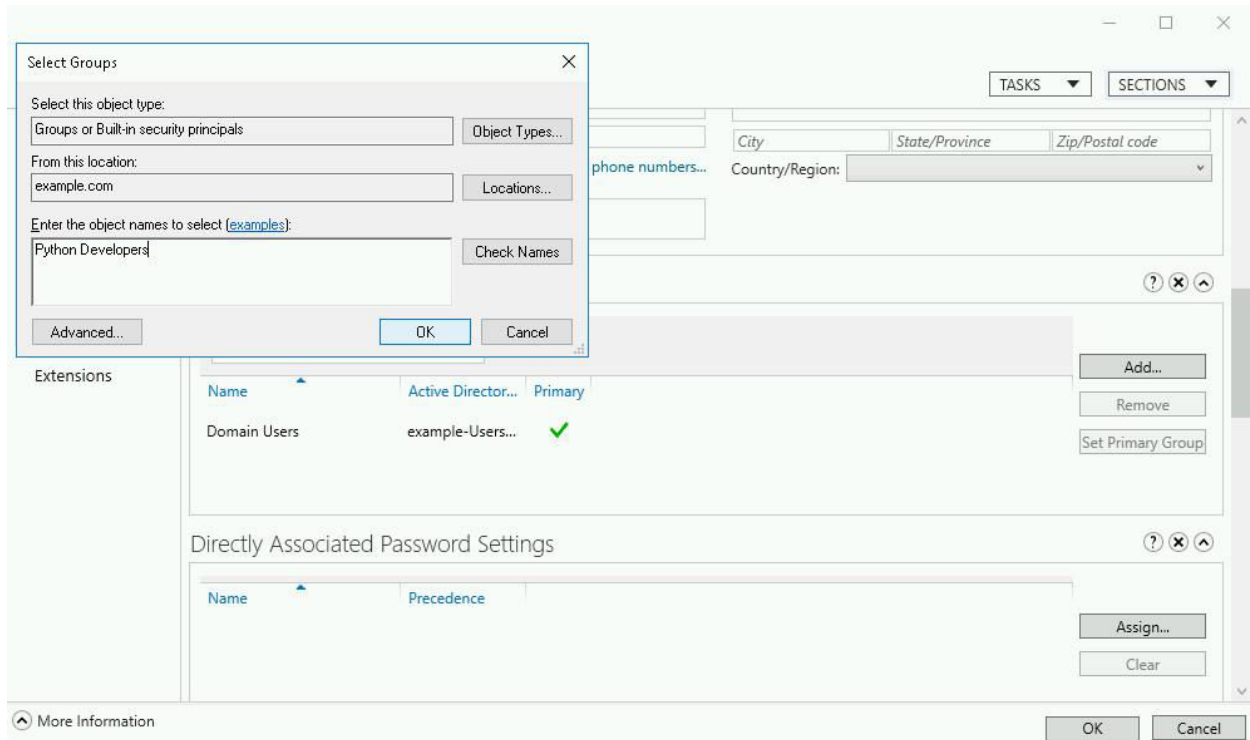 Select Groups
Select this object type:
Groups or Built-in security principals
Object Types...
From this location:
example.com
Locations...
Enter the object names to select (examples):
Python Developers
Check Names
Advanced...
OK
Cancel
TASKS
SECTIONS
City
State/Province
Zip/Postal code
phone numbers...
Country/Region:
Extensions
Name
Active Director...
Primary
Domain Users
example-Users...
Add...
Remove
Set Primary Group
Directly Associated Password Settings
Name
Precedence
Assign...
Clear
More Information
OK
Cancel